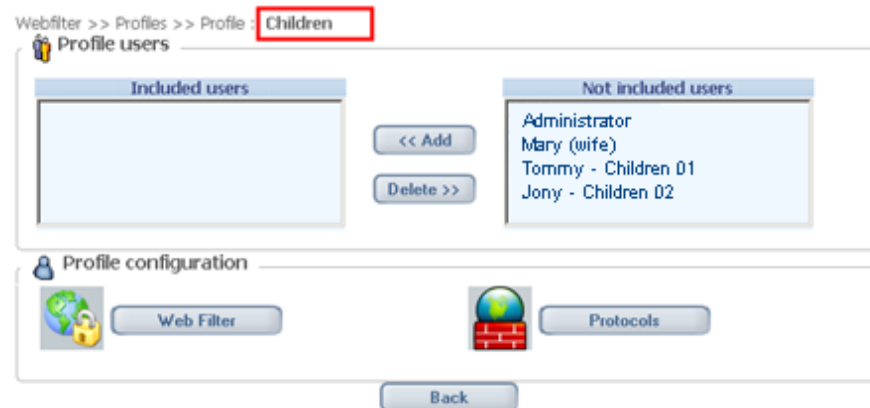 Webfilter >> Profiles >> Profile : Children
Profile users
Included users
Not included users
Administrator
Mary (wife)
Tommy - Children 01
Jony - Children 02
<< Add
Delete >>
Profile configuration
Web Filter
Protocols
Back